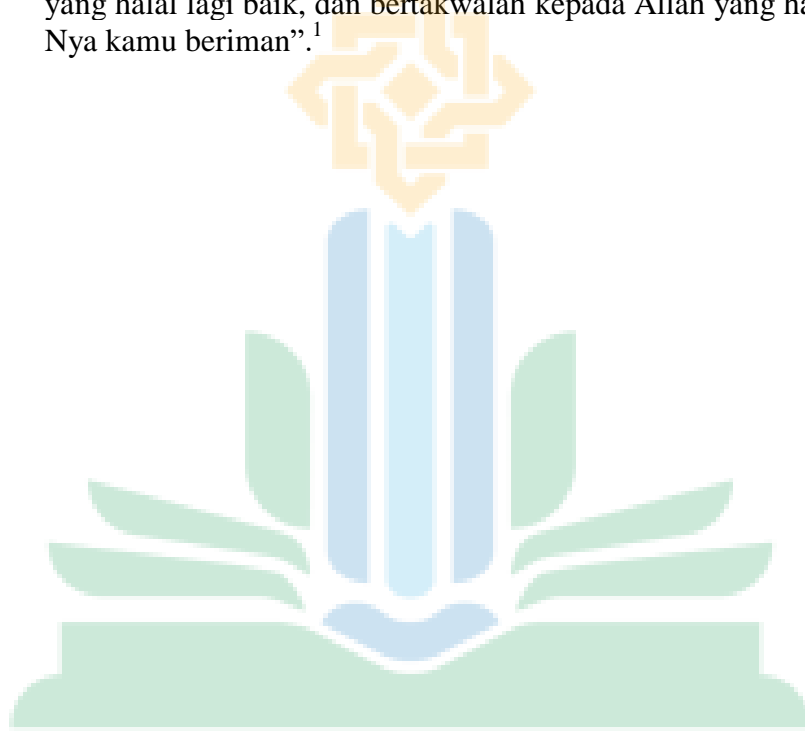 yang halal lagi baik, dan bertakwalah kepada Allah yang
Nya kamu beriman”.¹